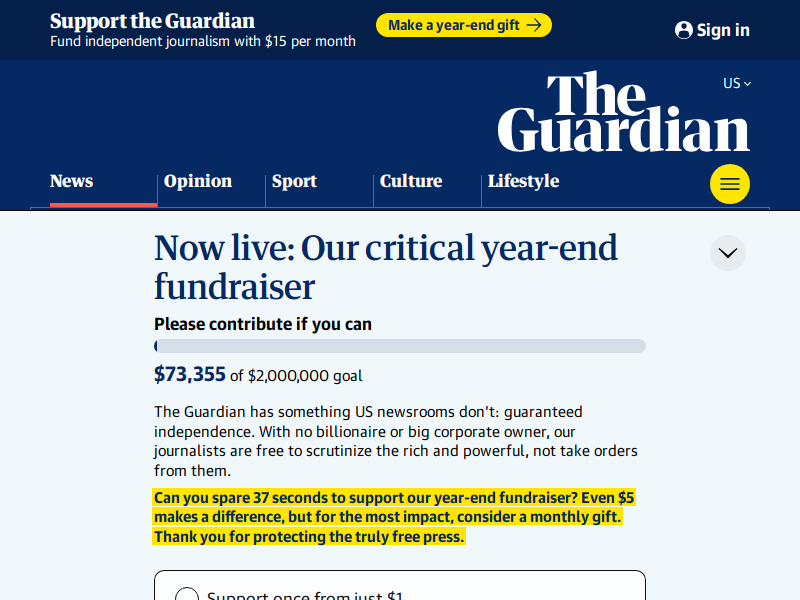 Support the Guardian
Fund independent journalism with $15 per month
Make a year-end gift
Sign in
US
The
Guardian
News
Opinion
Sport
Culture
Lifestyle
Now live: Our critical year-end
fundraiser
Please contribute if you can
$73,355 of $2,000,000 goal
The Guardian has something US newsrooms don't: guaranteed
independence. With no billionaire or big corporate owner, our
journalists are free to scrutinize the rich and powerful, not take orders
from them.
Can you spare 37 seconds to support our year-end fundraiser? Even $5
makes a difference, but for the most impact, consider a monthly gift.
Thank you for protecting the truly free press.
Support once from just $1